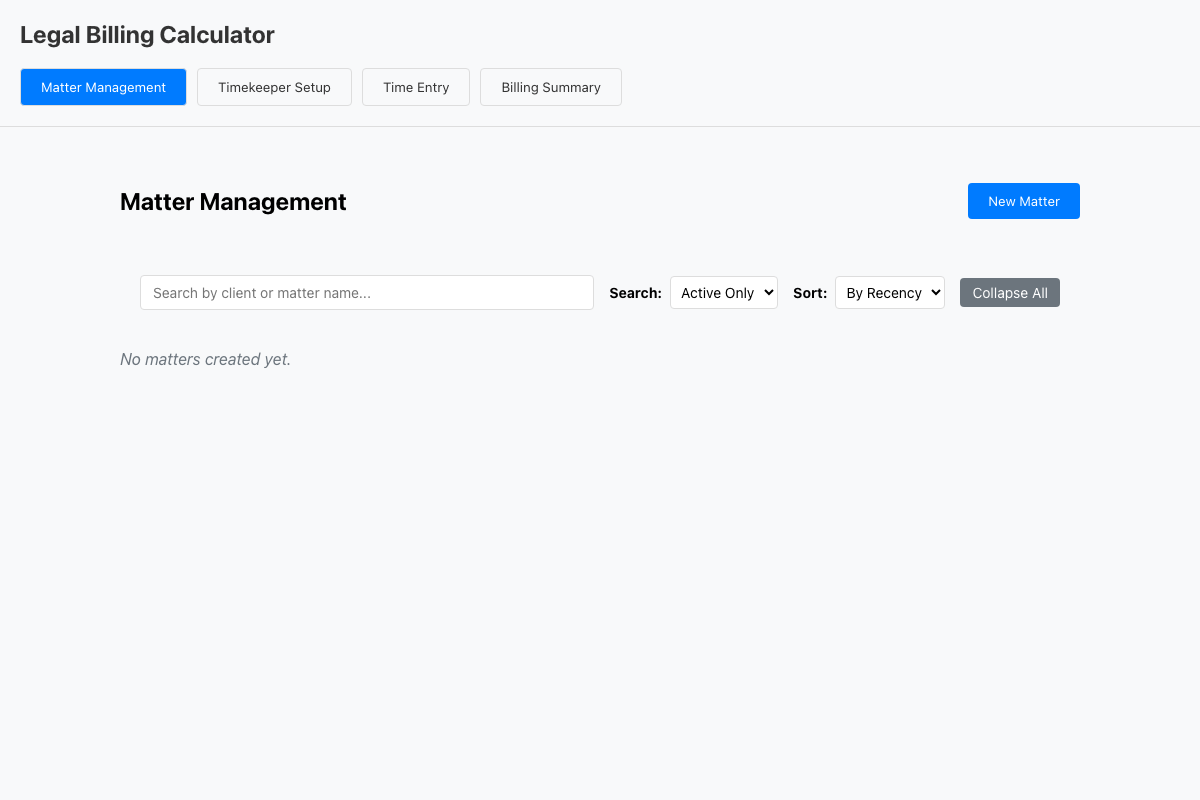 Legal Billing Calculator
Matter Management Timekeeper Setup Time Entry Billing Summary
Matter Management New Matter
Search by client or matter name... Search: Active Only Sort: By Recency Collapse All
No matters created yet.